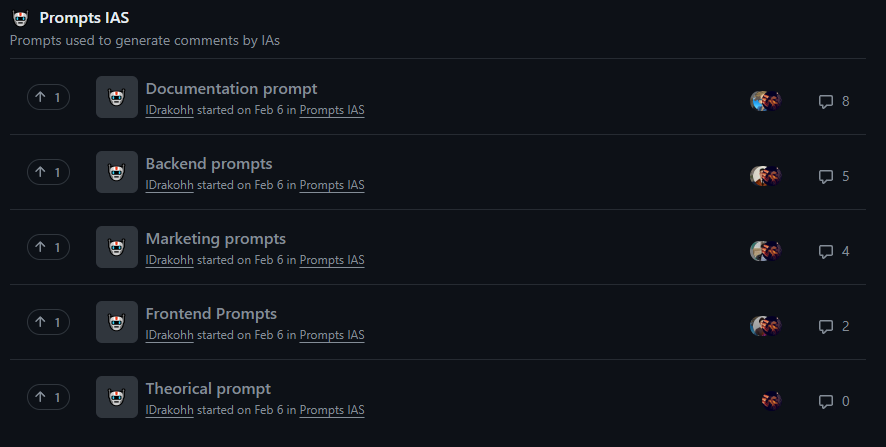 Prompts IAS
Prompts used to generate comments by IAs
1
Documentation prompt
IDrakohh started on Feb 6 in Prompts IAS
8
1
Backend prompts
IDrakohh started on Feb 6 in Prompts IAS
5
1
Marketing prompts
IDrakohh started on Feb 6 in Prompts IAS
4
1
Frontend Prompts
IDrakohh started on Feb 6 in Prompts IAS
2
1
Theorical prompt
IDrakohh started on Feb 6 in Prompts IAS
0